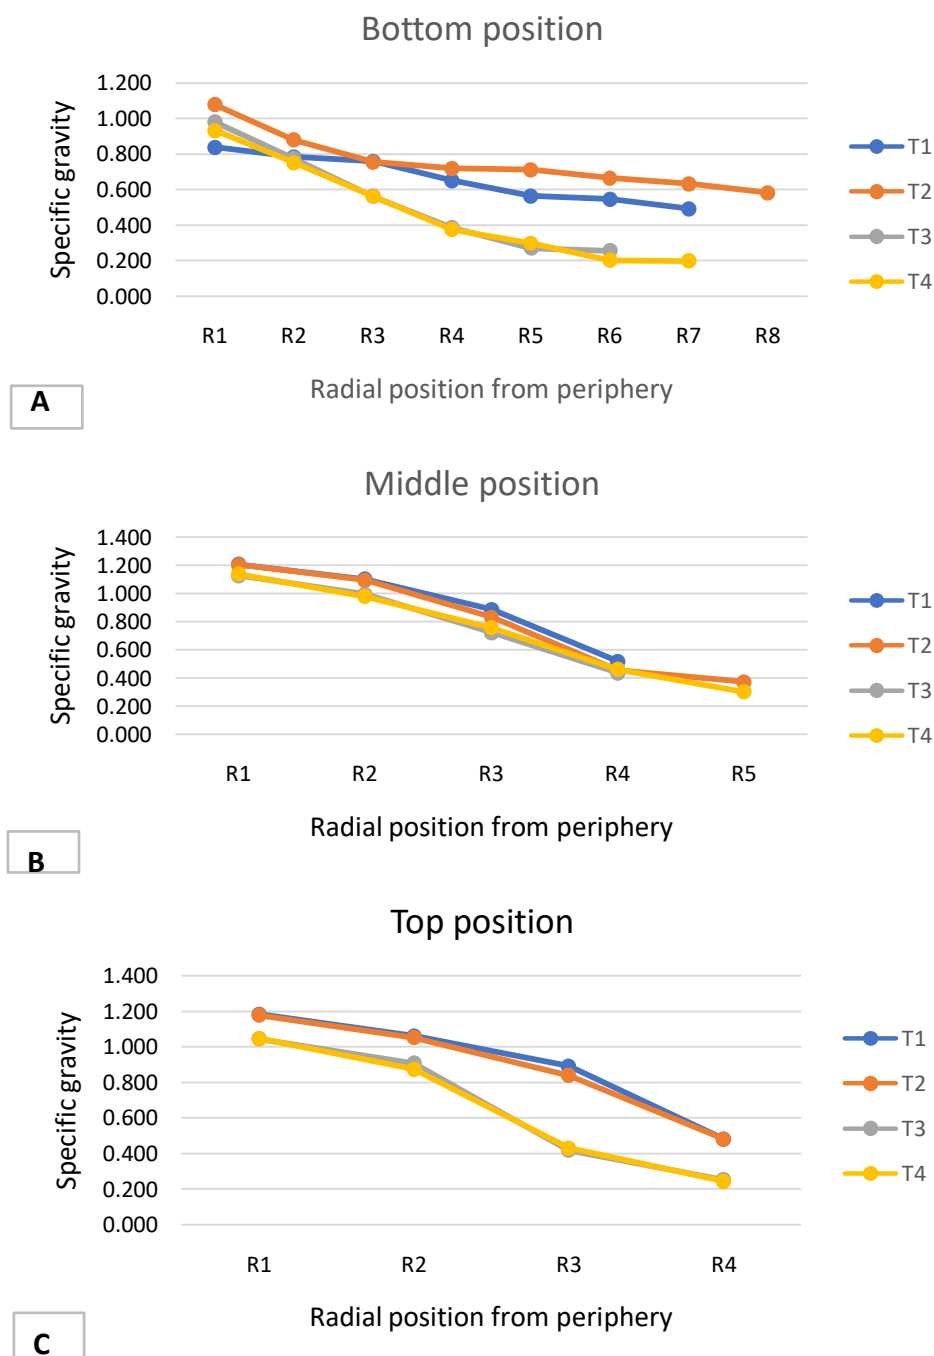 Bottom position
1.200
1.000
0.800
0.600
0.400
0.200
0.000
Specific gravity
R1 R2 R3 R4 R5 R6 R7 R8
Radial position from periphery
T1
T2
T3
T4
A
Middle position
1.400
1.200
1.000
0.800
0.600
0.400
0.200
0.000
Specific gravity
R1 R2 R3 R4 R5
Radial position from periphery
T1
T2
T3
T4
B
Top position
1.400
1.200
1.000
0.800
0.600
0.400
0.200
0.000
Specific gravity
R1 R2 R3 R4
Radial position from periphery
T1
T2
T3
T4
C